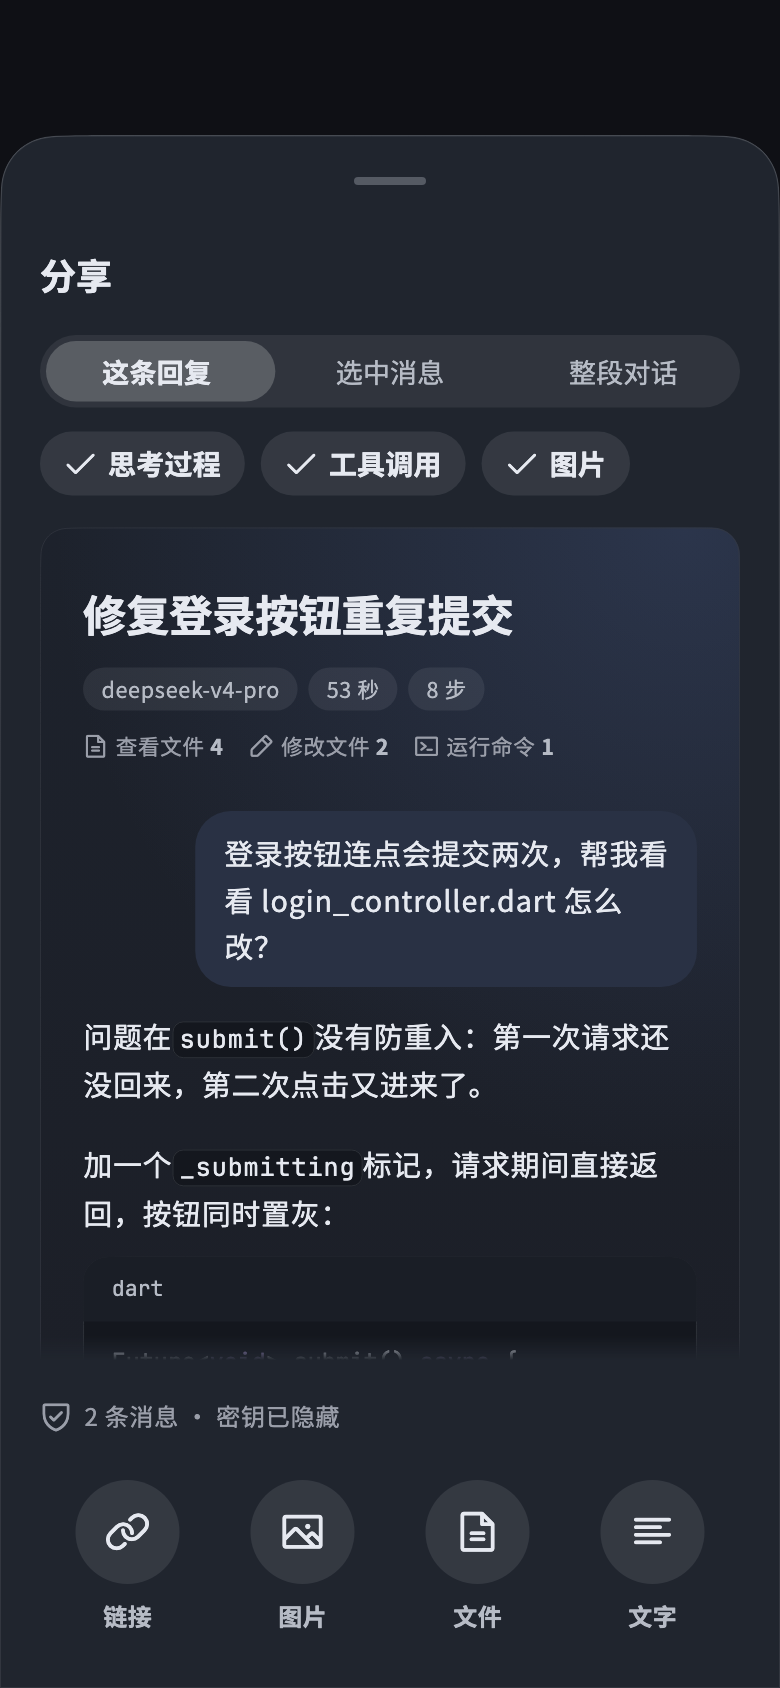 分享
这条回复 选中消息 整段对话
思考过程 工具调用 图片
修复登录按钮重复提交
deepseek-v4-pro 53 秒 8 步
查看文件 4 修改文件 2 运行命令 1
登录按钮连点会提交两次，帮我看
看 login_controller.dart 怎么
改？
问题在 submit() 没有防重入：第一次请求还
没回来，第二次点击又进来了。
加一个 _submitting 标记，请求期间直接返
回，按钮同时置灰：
dart
Future<void> submit() async {
2 条消息 · 密钥已隐藏
链接 图片 文件 文字